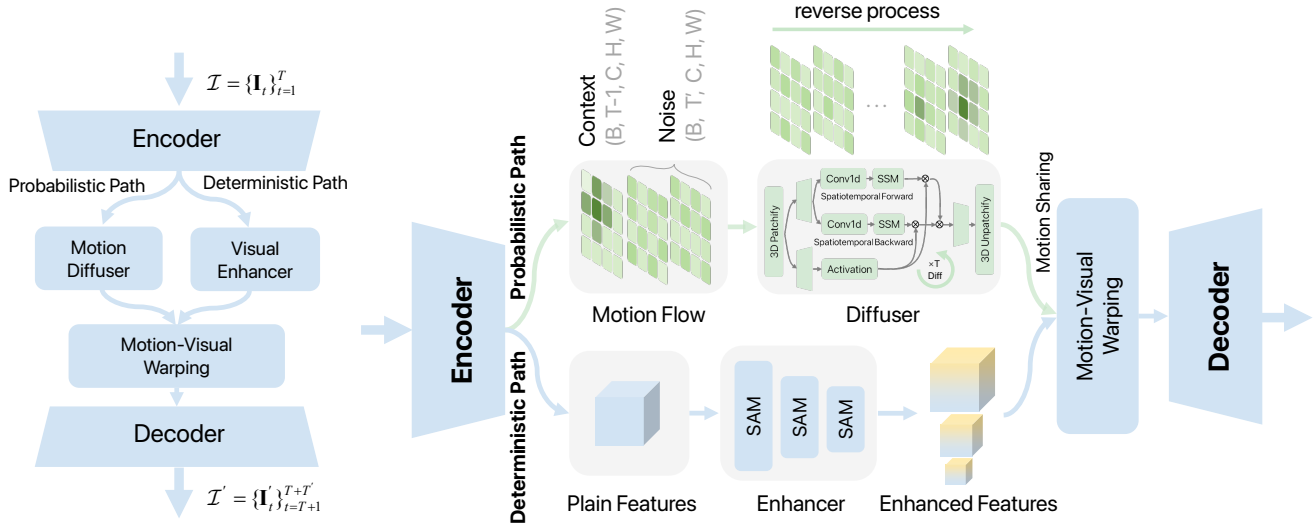 ℐ = {I_t}_{t=1}^{T}
Encoder
Probabilistic Path
Deterministic Path
Motion
Diffuser
Visual
Enhancer
Motion-Visual
Warping
Decoder
ℐ' = {I'_t}_{t=T+1}^{T+T'}
Encoder
Probabilistic Path
Deterministic Path
Context
(B, T-1, C, H, W)
Noise
(B, T', C, H, W)
Motion Flow
reverse process
...
3D Patchify
Conv1d
SSM
Spatiotemporal Forward
Conv1d
SSM
Spatiotemporal Backward
Activation
×T
Diff
3D Unpatchify
Diffuser
Plain Features
SAM
SAM
SAM
Enhancer
Enhanced Features
Motion Sharing
Motion-Visual
Warping
Decoder